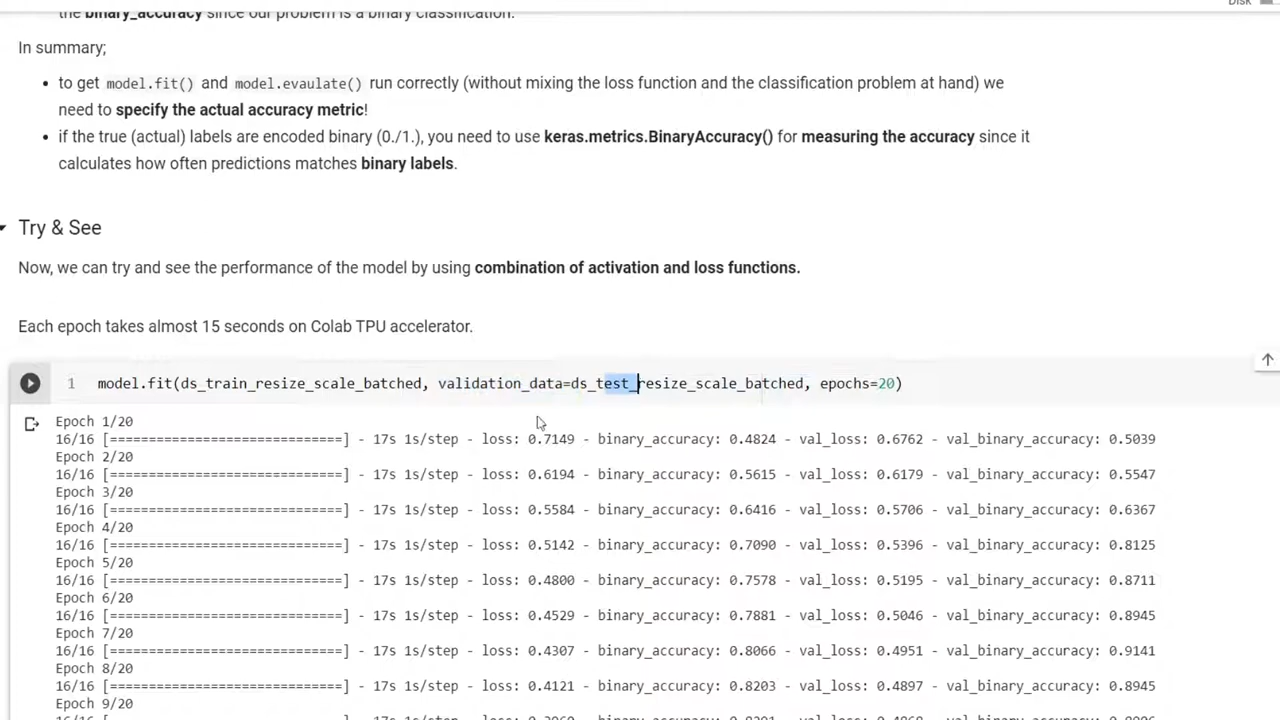 Disk
the binary_accuracy since our problem is a binary classification.
In summary;
• to get model.fit() and model.evaulate() run correctly (without mixing the loss function and the classification problem at hand) we
need to specify the actual accuracy metric!
• if the true (actual) labels are encoded binary (0./1.), you need to use keras.metrics.BinaryAccuracy() for measuring the accuracy since it
calculates how often predictions matches binary labels.
Try & See
Now, we can try and see the performance of the model by using combination of activation and loss functions.
Each epoch takes almost 15 seconds on Colab TPU accelerator.
1 model.fit(ds_train_resize_scale_batched, validation_data=ds_test_resize_scale_batched, epochs=20)
Epoch 1/20
16/16 [==============================] - 17s 1s/step - loss: 0.7149 - binary_accuracy: 0.4824 - val_loss: 0.6762 - val_binary_accuracy: 0.5039
Epoch 2/20
16/16 [==============================] - 17s 1s/step - loss: 0.6194 - binary_accuracy: 0.5615 - val_loss: 0.6179 - val_binary_accuracy: 0.5547
Epoch 3/20
16/16 [==============================] - 17s 1s/step - loss: 0.5584 - binary_accuracy: 0.6416 - val_loss: 0.5706 - val_binary_accuracy: 0.6367
Epoch 4/20
16/16 [==============================] - 17s 1s/step - loss: 0.5142 - binary_accuracy: 0.7090 - val_loss: 0.5396 - val_binary_accuracy: 0.8125
Epoch 5/20
16/16 [==============================] - 17s 1s/step - loss: 0.4800 - binary_accuracy: 0.7578 - val_loss: 0.5195 - val_binary_accuracy: 0.8711
Epoch 6/20
16/16 [==============================] - 17s 1s/step - loss: 0.4529 - binary_accuracy: 0.7881 - val_loss: 0.5046 - val_binary_accuracy: 0.8945
Epoch 7/20
16/16 [==============================] - 17s 1s/step - loss: 0.4307 - binary_accuracy: 0.8066 - val_loss: 0.4951 - val_binary_accuracy: 0.9141
Epoch 8/20
16/16 [==============================] - 17s 1s/step - loss: 0.4121 - binary_accuracy: 0.8203 - val_loss: 0.4897 - val_binary_accuracy: 0.8945
Epoch 9/20